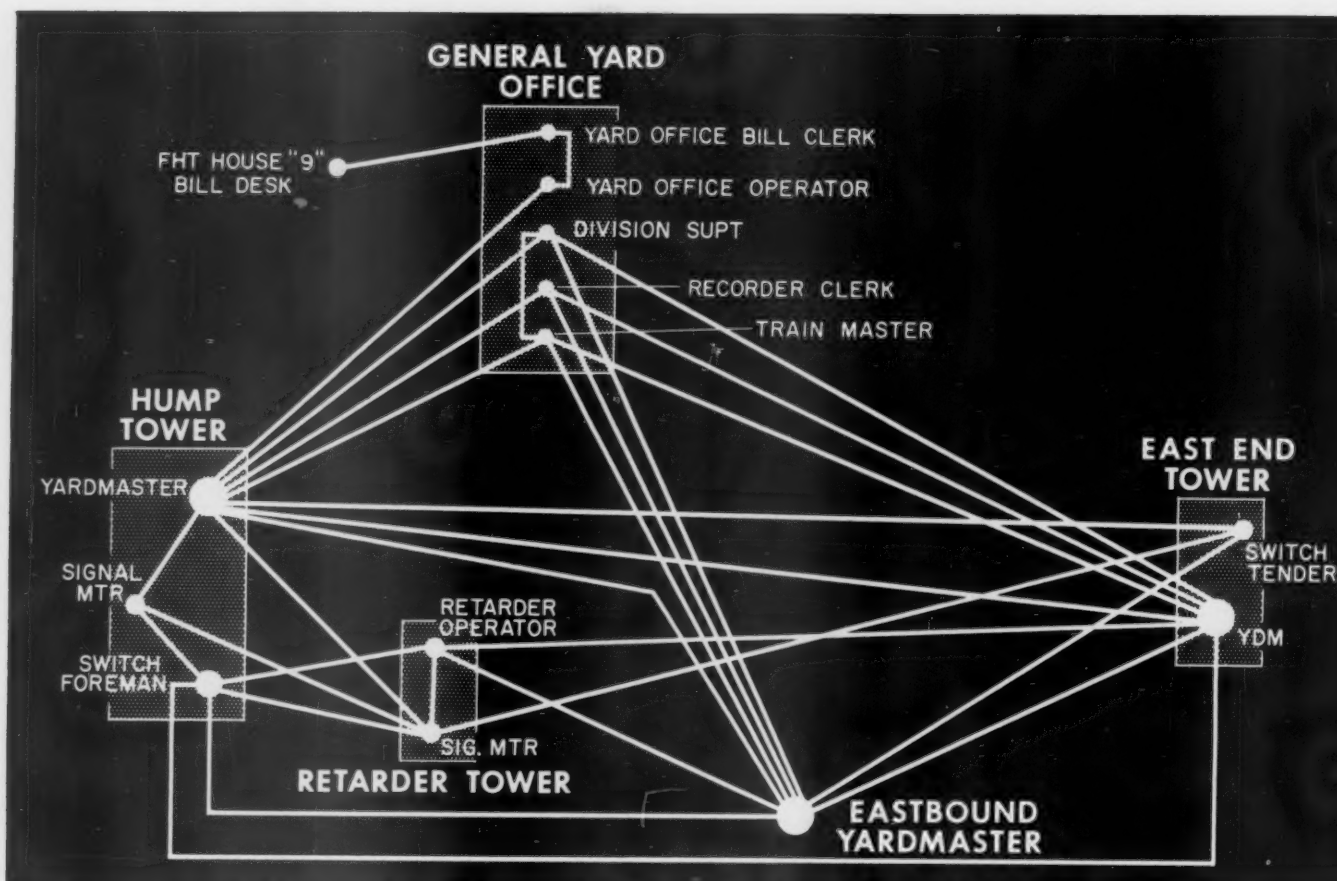 GENERAL YARD
OFFICE
YARD OFFICE BILL CLERK
FHT HOUSE "9"
BILL DESK
YARD OFFICE OPERATOR
DIVISION SUPT
RECORDER CLERK
TRAIN MASTER
HUMP
TOWER
YARDMASTER
SIGNAL
MTR
SWITCH
FOREMAN
RETARDER
OPERATOR
SIG. MTR
RETARDER TOWER
EAST END
TOWER
SWITCH
TENDER
YDM
EASTBOUND
YARDMASTER